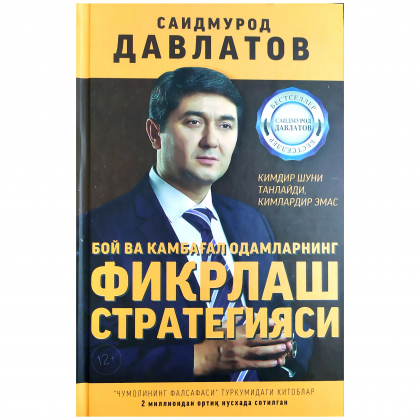 САИДМУРОД
ДАВЛАТОВ
БЕСТСЕЛЛЕР
САИДМУРОД
ДАВЛАТОВ
БЕСТСЕЛЛЕР
КИМДИР ШУНИ
ТАНЛАЙДИ,
КИМЛАРДИР ЭМАС
БОЙ ВА КАМБАҒАЛ ОДАМЛАРНИНГ
ФИКРЛАШ
СТРАТЕГИЯСИ
12+
"ЧУМОЛИНИНГ ФАЛСАФАСИ" ТУРКУМИДАГИ КИТОБЛАР
2 миллиондан ортиқ нусхада сотилган